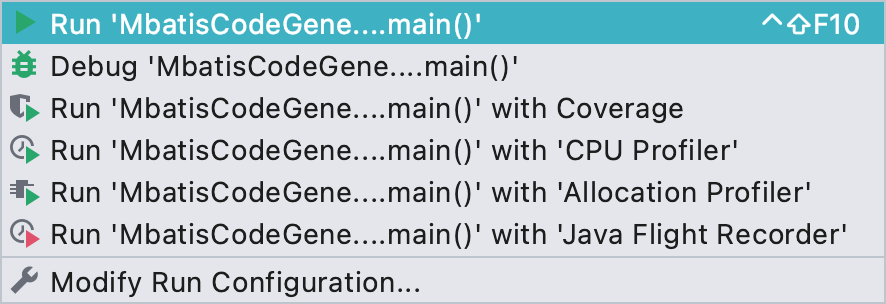 Run 'MbatisCodeGene....main()' ^⇧F10
Debug 'MbatisCodeGene....main()'
Run 'MbatisCodeGene....main()' with Coverage
Run 'MbatisCodeGene....main()' with 'CPU Profiler'
Run 'MbatisCodeGene....main()' with 'Allocation Profiler'
Run 'MbatisCodeGene....main()' with 'Java Flight Recorder'
Modify Run Configuration...